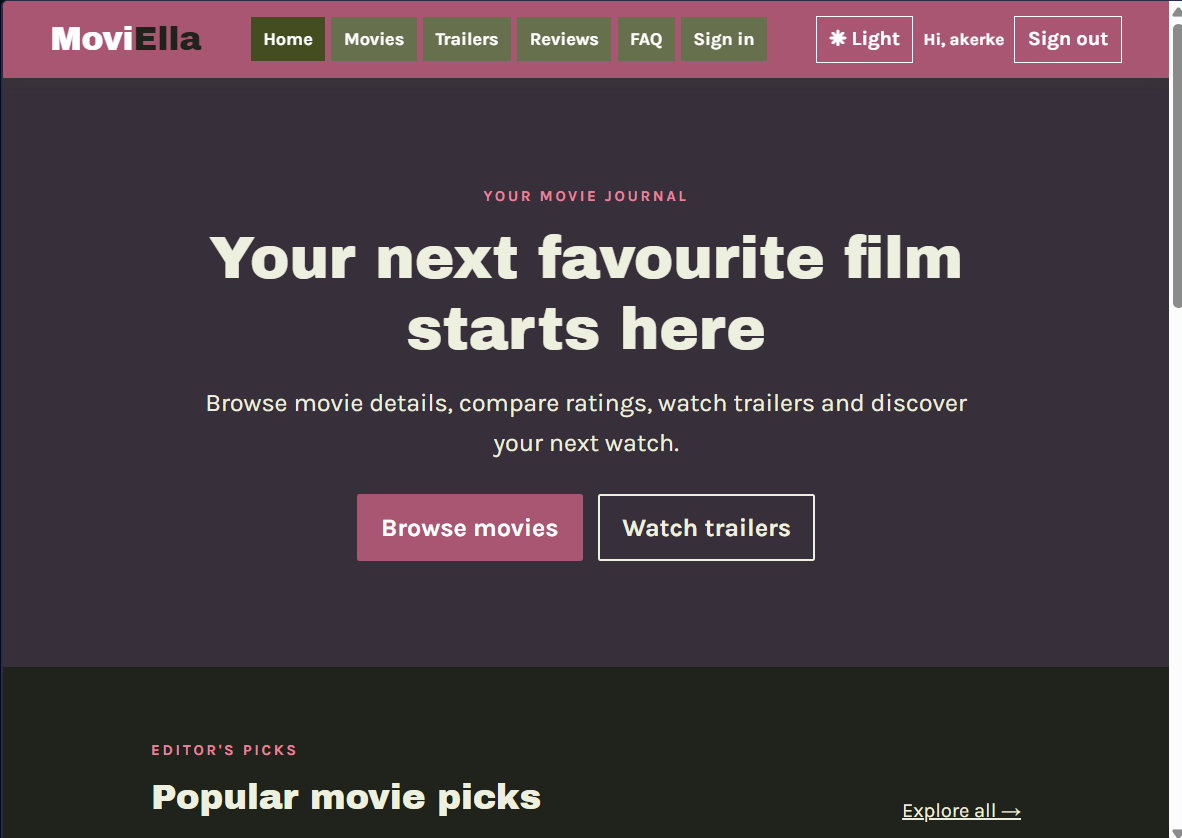 MoviElla Home Movies Trailers Reviews FAQ Sign in ✷ Light Hi, akerke Sign out
YOUR MOVIE JOURNAL
Your next favourite film
starts here
Browse movie details, compare ratings, watch trailers and discover
your next watch.
Browse movies Watch trailers
EDITOR'S PICKS
Popular movie picks
Explore all →